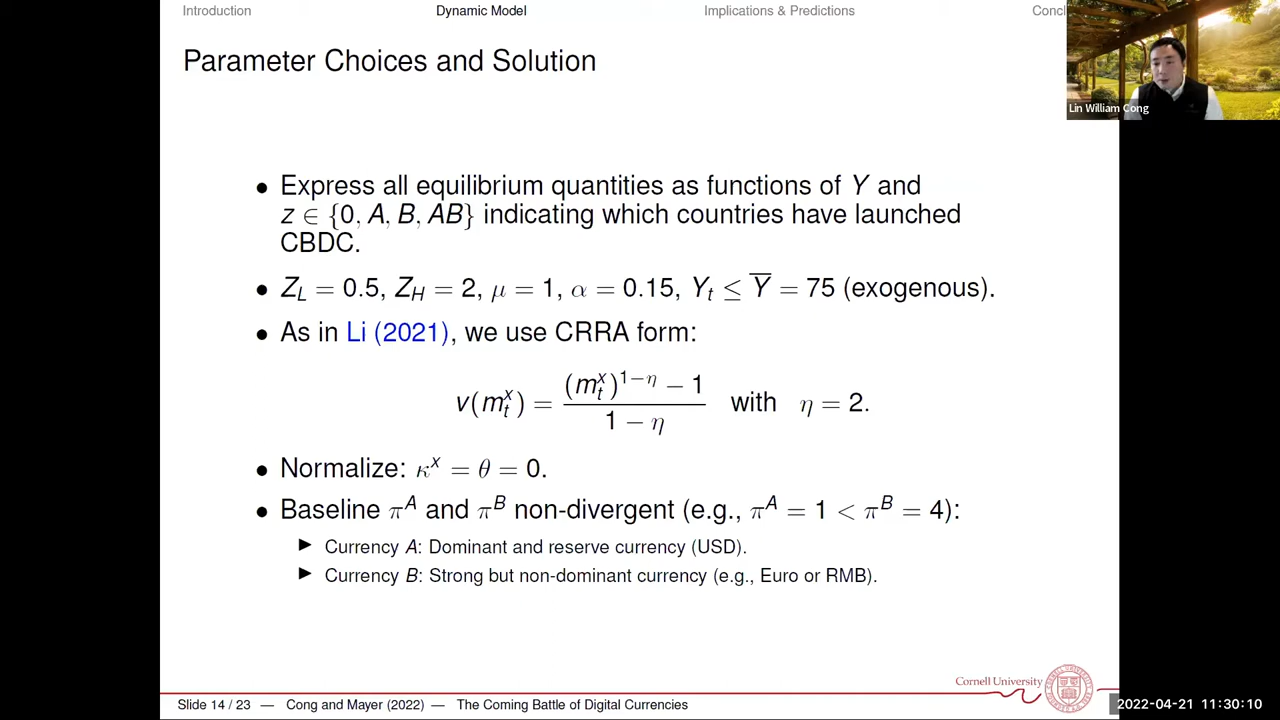 Introduction Dynamic Model Implications & Predictions Concl
Lin William Cong
Parameter Choices and Solution
• Express all equilibrium quantities as functions of Y and
z ∈ {0, A, B, AB} indicating which countries have launched
CBDC.
• Z_L = 0.5, Z_H = 2, μ = 1, α = 0.15, Y_t ≤ Y̅ = 75 (exogenous).
• As in Li (2021), we use CRRA form:
v(m_t^x) = ((m_t^x)^{1−η} − 1) / (1 − η) with η = 2.
• Normalize: κ^x = θ = 0.
• Baseline π^A and π^B non-divergent (e.g., π^A = 1 < π^B = 4):
▶ Currency A: Dominant and reserve currency (USD).
▶ Currency B: Strong but non-dominant currency (e.g., Euro or RMB).
Cornell University
Slide 14 / 23 — Cong and Mayer (2022) — The Coming Battle of Digital Currencies
2022-04-21 11:30:10